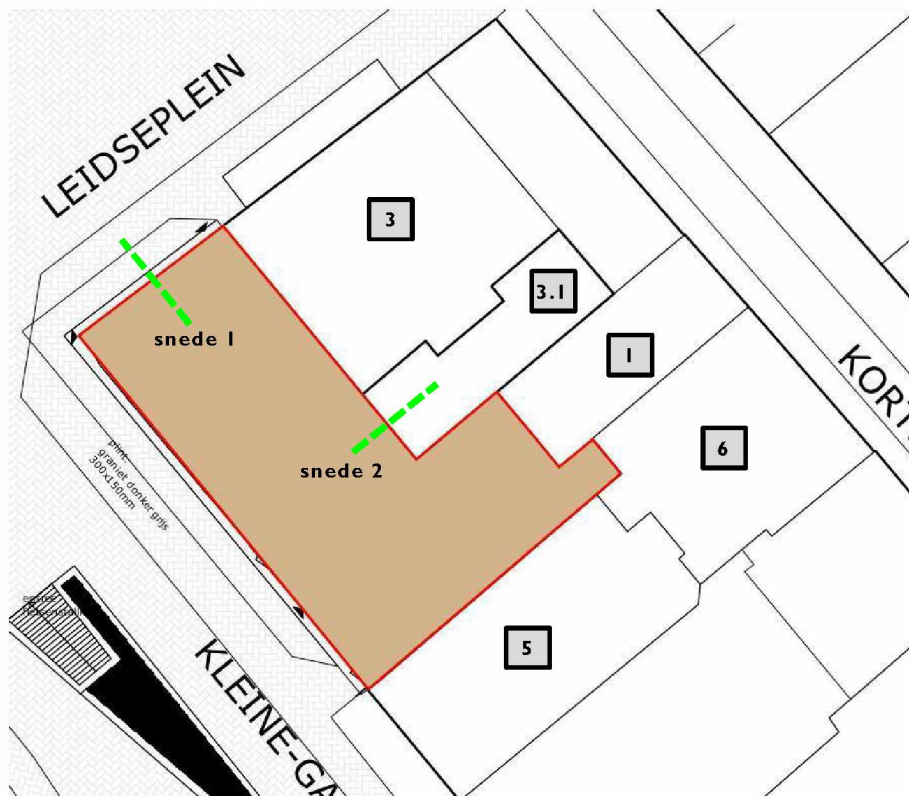 LEIDSEPLEIN
3
3.1
1
snede 1
KORT
6
snede 2
plint:
graniet donker grijs
300x150mm
5
KLEINE-GA